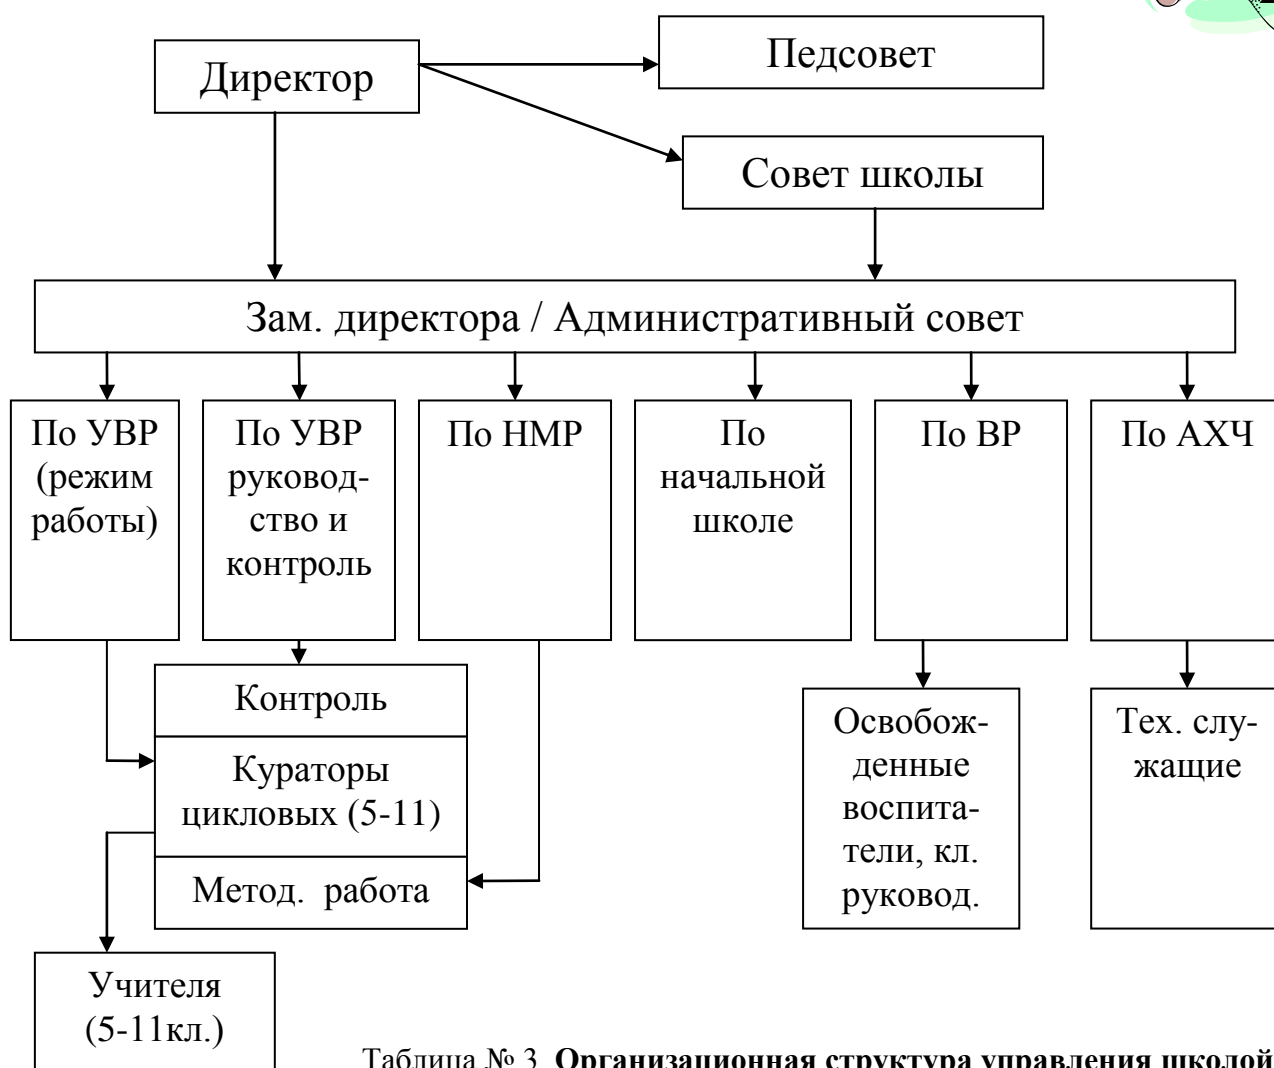 Директор
Педсовет
Совет школы
Зам. директора / Административный совет
По УВР
(режим
работы)
По УВР
руковод-
ство и
контроль
По НМР
По
начальной
школе
По ВР
По АХЧ
Контроль
Кураторы
цикловых (5-11)
Метод. работа
Освобож-
денные
воспита-
тели, кл.
руковод.
Тех. слу-
жащие
Учителя
(5-11кл.)
Таблица № 3 Организационная структура управления школой